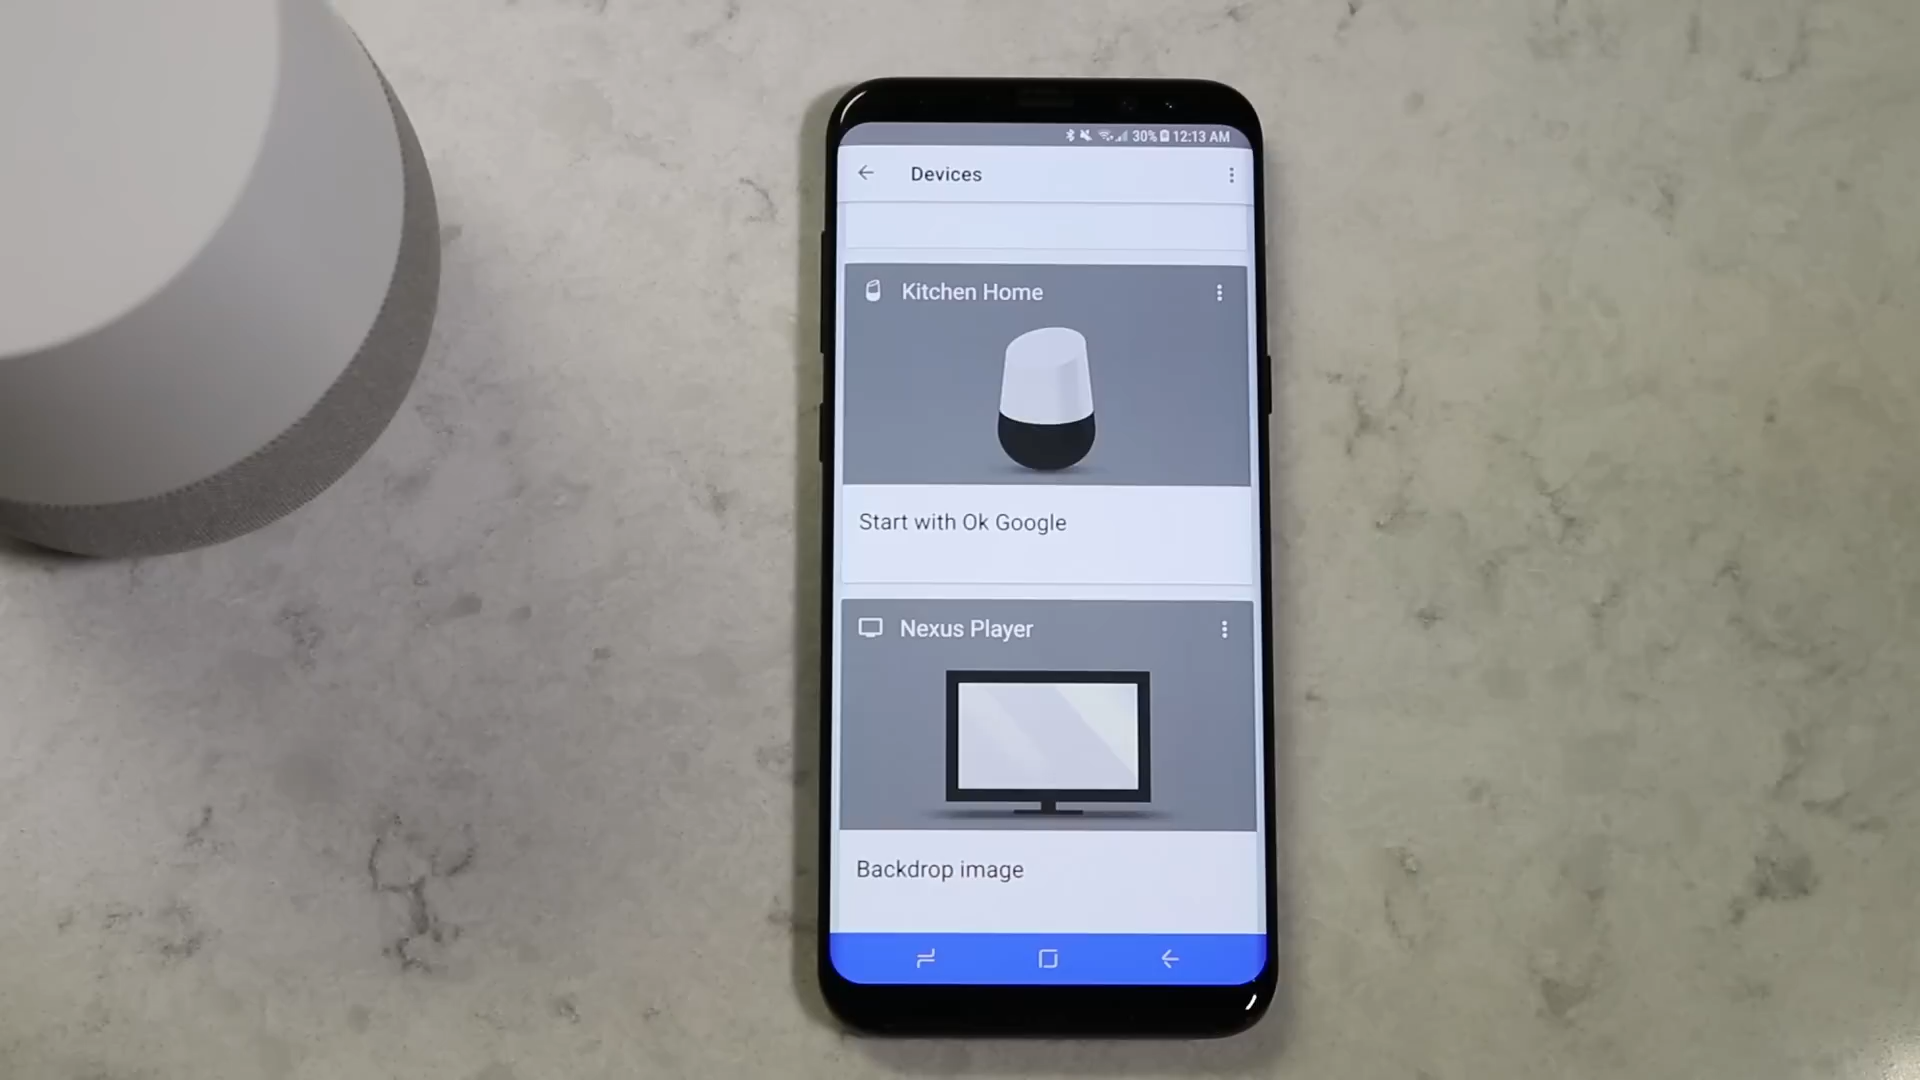 30% 12:13 AM
Devices
Kitchen Home
Start with Ok Google
Nexus Player
Backdrop image